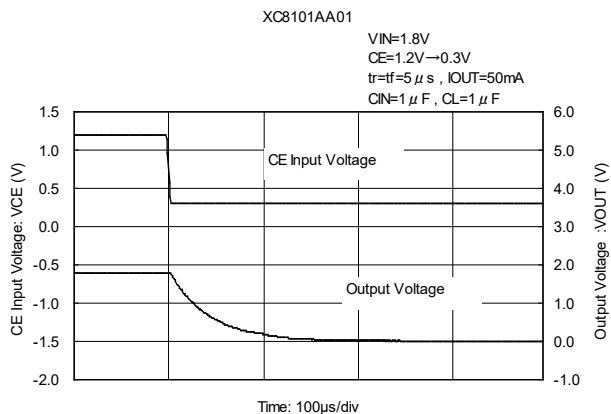 XC8101AA01
VIN=1.8V
CE=1.2V→0.3V
tr=tf=5μs , IOUT=50mA
CIN=1μF , CL=1μF
CE Input Voltage: VCE (V)
1.5
1.0
0.5
0.0
-0.5
-1.0
-1.5
-2.0
CE Input Voltage
Output Voltage
6.0
5.0
4.0
3.0
2.0
1.0
0.0
-1.0
Output Voltage :VOUT (V)
Time: 100μs/div